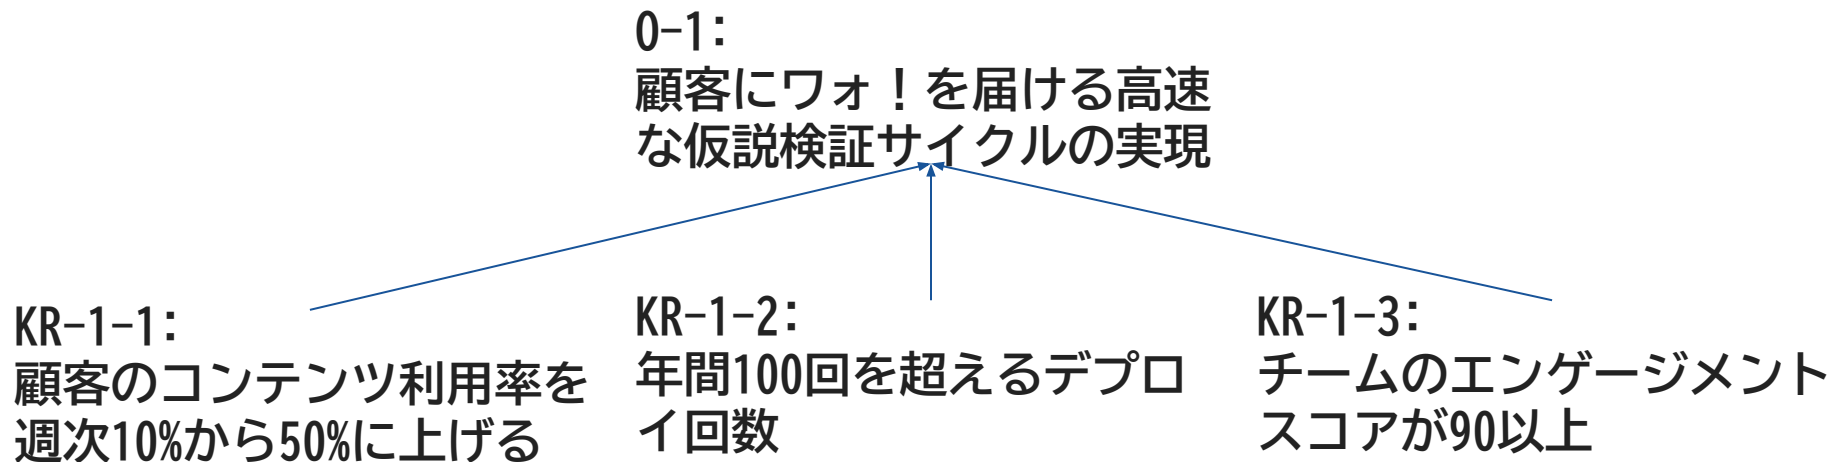 O-1:
顧客にワォ！を届ける高速
な仮説検証サイクルの実現
KR-1-1:
顧客のコンテンツ利用率を
週次10%から50%に上げる
KR-1-2:
年間100回を超えるデプロ
イ回数
KR-1-3:
チームのエンゲージメント
スコアが90以上